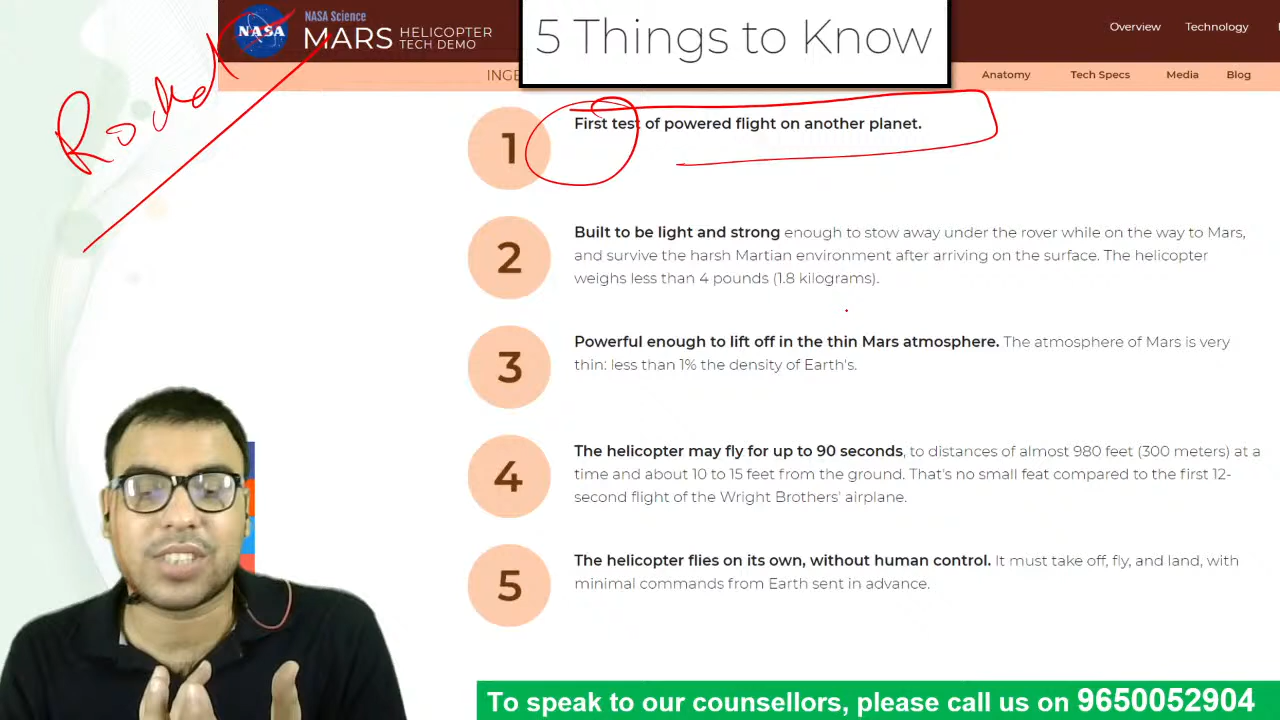 NASA
NASA Science
MARS HELICOPTER TECH DEMO
5 Things to Know
Overview Technology
Anatomy Tech Specs Media Blog
1
First test of powered flight on another planet.
2
Built to be light and strong enough to stow away under the rover while on the way to Mars,
and survive the harsh Martian environment after arriving on the surface. The helicopter
weighs less than 4 pounds (1.8 kilograms).
3
Powerful enough to lift off in the thin Mars atmosphere. The atmosphere of Mars is very
thin: less than 1% the density of Earth's.
4
The helicopter may fly for up to 90 seconds, to distances of almost 980 feet (300 meters) at a
time and about 10 to 15 feet from the ground. That's no small feat compared to the first 12-
second flight of the Wright Brothers' airplane.
5
The helicopter flies on its own, without human control. It must take off, fly, and land, with
minimal commands from Earth sent in advance.
To speak to our counsellors, please call us on 9650052904